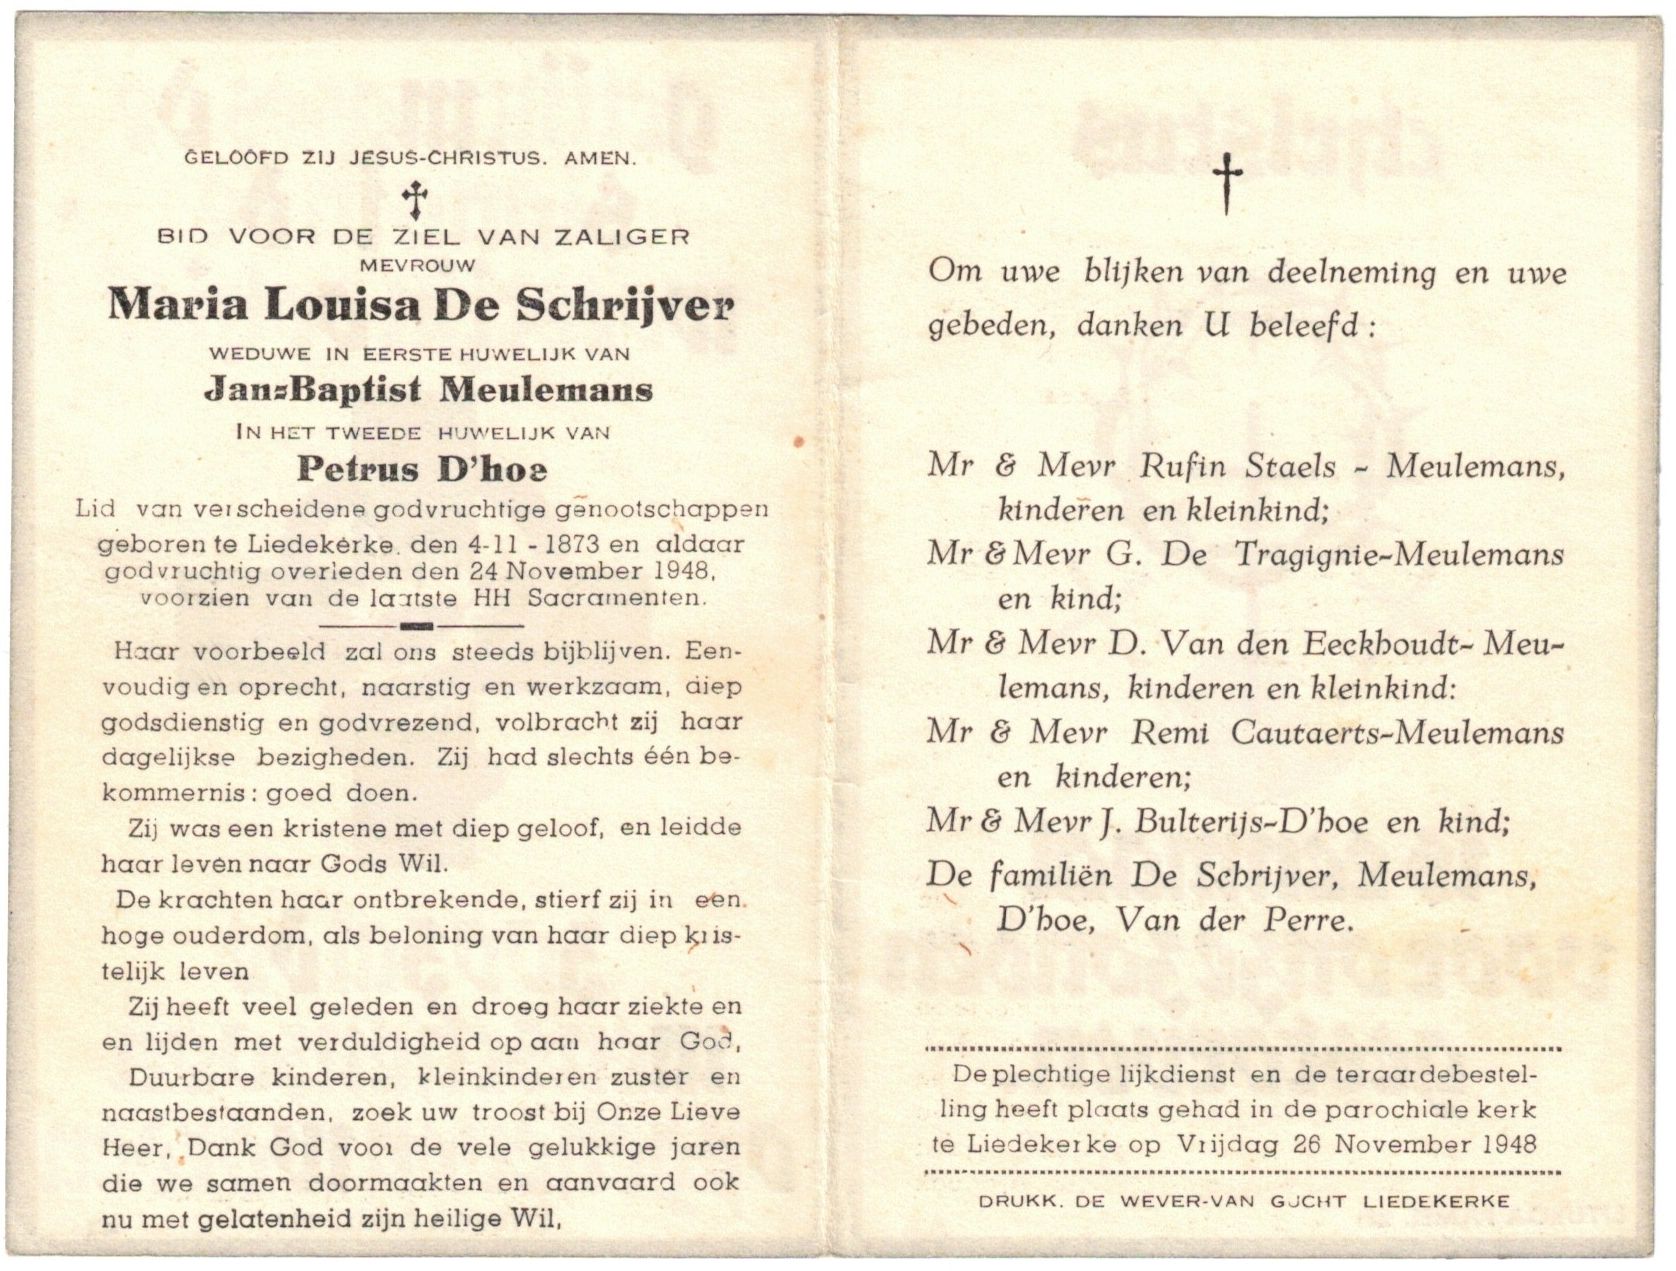 GELOOFD ZIJ JESUS-CHRISTUS. AMEN.
BID VOOR DE ZIEL VAN ZALIGER
MEVROUW
Maria Louisa De Schrijver
WEDUWE IN EERSTE HUWELIJK VAN
Jan-Baptist Meulemans
IN HET TWEEDE HUWELIJK VAN
Petrus D'hoe
Lid van verscheidene godvruchtige genootschappen
geboren te Liedekerke, den 4-11-1873 en aldaar
godvruchtig overleden den 24 November 1948,
voorzien van de laatste HH Sacramenten.
Haar voorbeeld zal ons steeds bijblijven. Een-
voudig en oprecht, naarstig en werkzaam, diep
godsdienstig en godvrezend, volbracht zij haar
dagelijkse bezigheden. Zij had slechts één be-
kommernis: goed doen.
Zij was een kristene met diep geloof, en leidde
haar leven naar Gods Wil.
De krachten haar ontbrekende, stierf zij in een
hoge ouderdom, als beloning van haar diep kris-
telijk leven
Zij heeft veel geleden en droeg haar ziekte en
en lijden met verduldigheid op aan haar God,
Duurbare kinderen, kleinkinderen zuster en
naastbestaanden, zoek uw troost bij Onze Lieve
Heer, Dank God voor de vele gelukkige jaren
die we samen doormaakten en aanvaard ook
nu met gelatenheid zijn heilige Wil,
Om uwe blijken van deelneming en uwe
gebeden, danken U beleefd:
Mr & Mevr Rufin Staels - Meulemans,
kinderen en kleinkind;
Mr & Mevr G. De Tragignie-Meulemans
en kind;
Mr & Mevr D. Van den Eeckhoudt-Meu-
lemans, kinderen en kleinkind:
Mr & Mevr Remi Cautaerts-Meulemans
en kinderen;
Mr & Mevr J. Bulterijs-D'hoe en kind;
De familiën De Schrijver, Meulemans,
D'hoe, Van der Perre.
De plechtige lijkdienst en de teraardebestel-
ling heeft plaats gehad in de parochiale kerk
te Liedekerke op Vrijdag 26 November 1948
DRUKK. DE WEVER-VAN GUCHT LIEDEKERKE